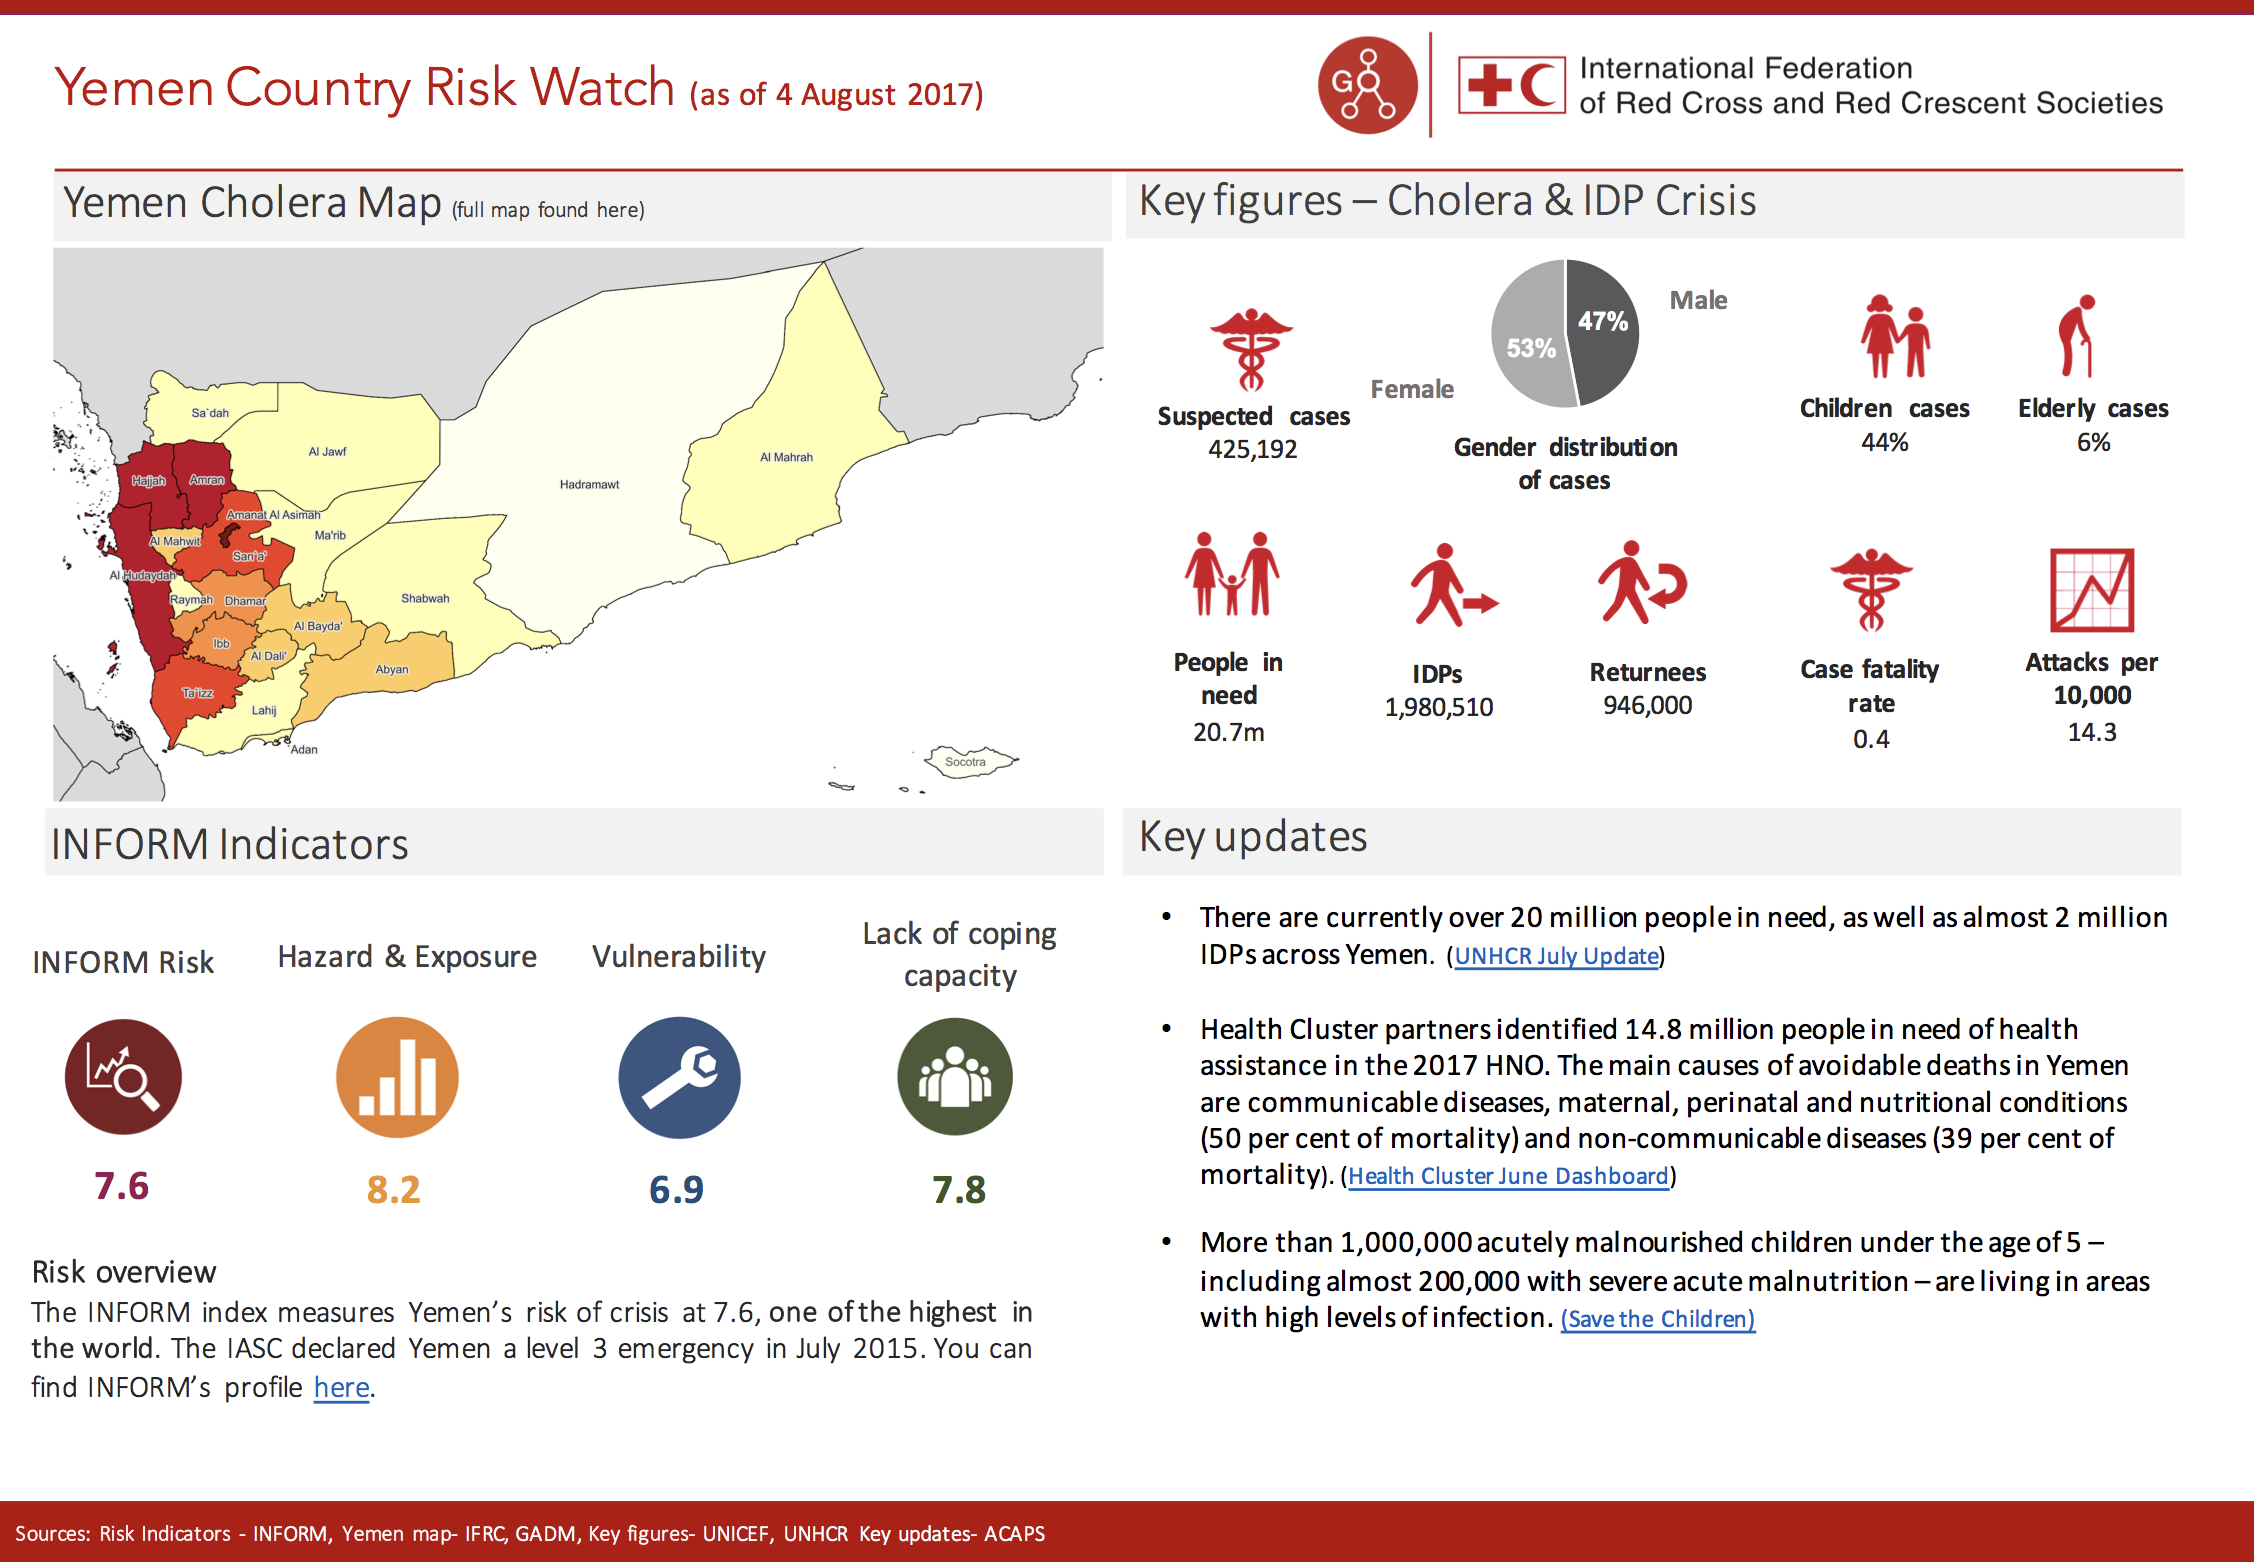 Yemen Country Risk Watch (as of 4 August 2017)
G
International Federation
of Red Cross and Red Crescent Societies
Yemen Cholera Map (full map found here)
Sa`dah
Al Jawf
Al Mahrah
Hadramawt
Hajjah
Amran
Amanat Al Asimah
Ma'rib
Al Mahwit
San'a'
Al Hudaydah
Raymah
Dhamar
Shabwah
Al Bayda'
Ibb
Al Dali'
Abyan
Ta'izz
Lahij
Adan
Socotra
Key figures – Cholera & IDP Crisis
Suspected cases
425,192
Male
47%
53%
Female
Gender distribution
of cases
Children cases
44%
Elderly cases
6%
People in
need
20.7m
IDPs
1,980,510
Returnees
946,000
Case fatality
rate
0.4
Attacks per
10,000
14.3
INFORM Indicators
INFORM Risk
7.6
Hazard & Exposure
8.2
Vulnerability
6.9
Lack of coping
capacity
7.8
Risk overview
The INFORM index measures Yemen's risk of crisis at 7.6, one of the highest in
the world. The IASC declared Yemen a level 3 emergency in July 2015. You can
find INFORM's profile here.
Key updates
• There are currently over 20 million people in need, as well as almost 2 million
IDPs across Yemen. (UNHCR July Update)
• Health Cluster partners identified 14.8 million people in need of health
assistance in the 2017 HNO. The main causes of avoidable deaths in Yemen
are communicable diseases, maternal, perinatal and nutritional conditions
(50 per cent of mortality) and non-communicable diseases (39 per cent of
mortality). (Health Cluster June Dashboard)
• More than 1,000,000 acutely malnourished children under the age of 5 –
including almost 200,000 with severe acute malnutrition – are living in areas
with high levels of infection. (Save the Children)
Sources: Risk Indicators - INFORM, Yemen map- IFRC, GADM, Key figures- UNICEF, UNHCR Key updates- ACAPS